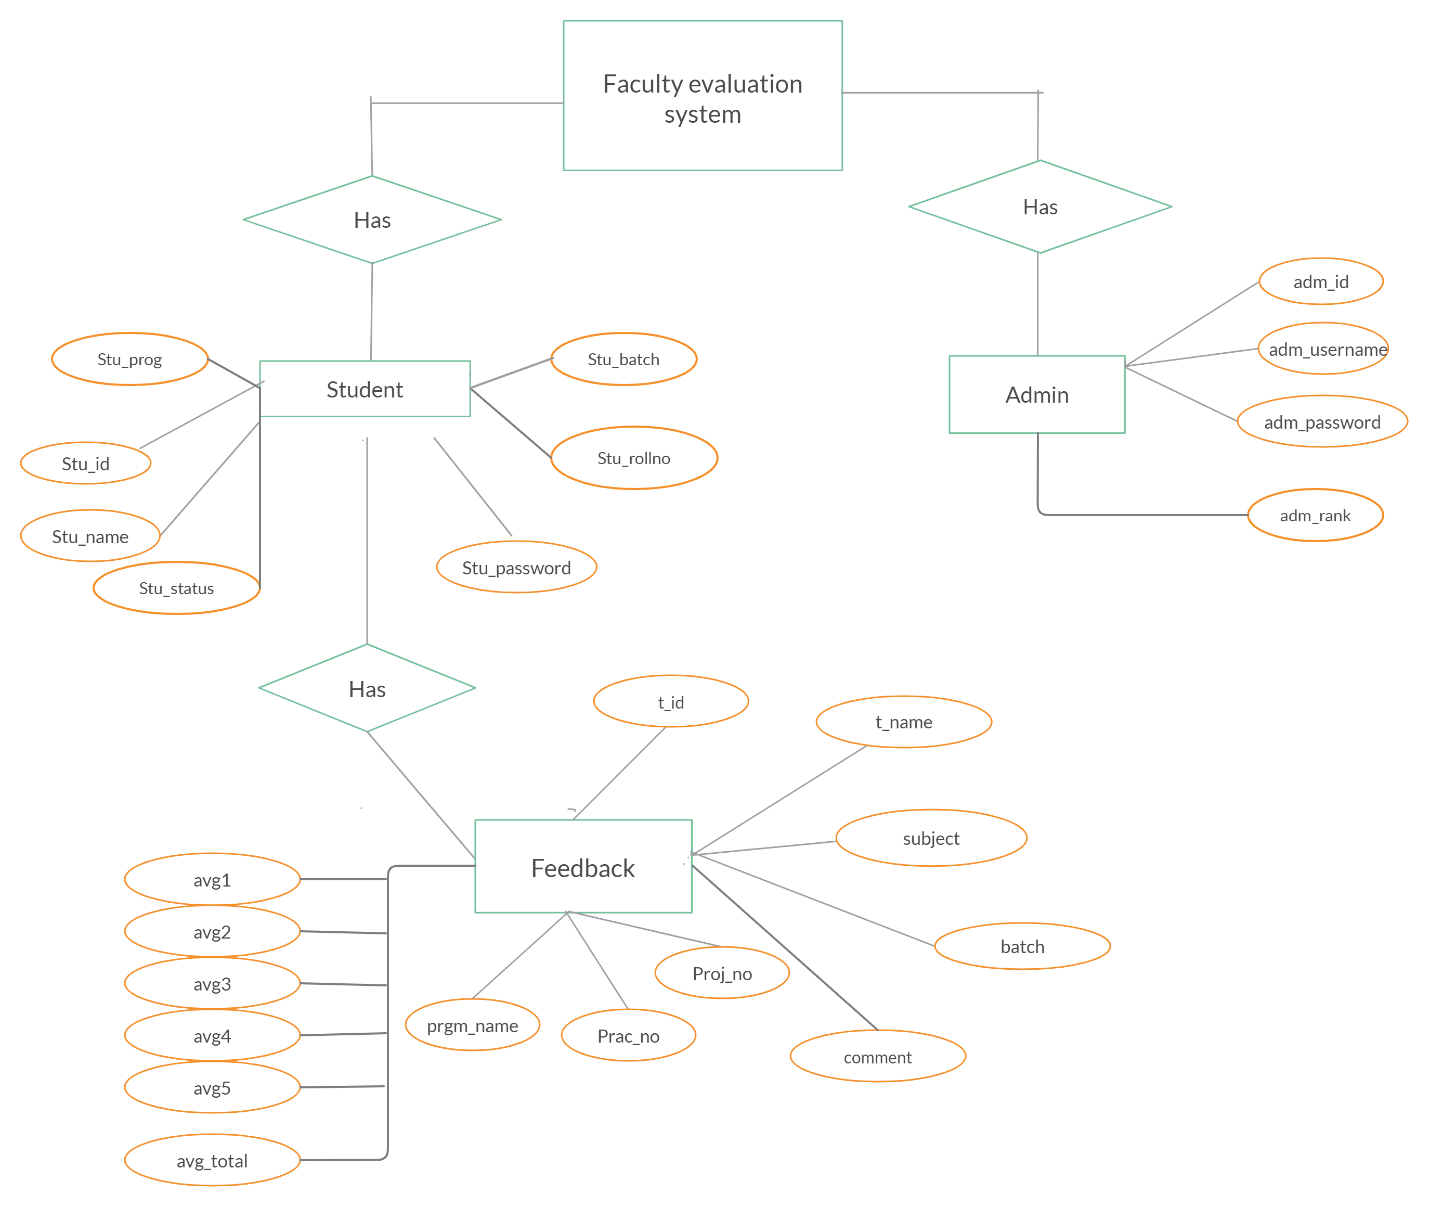 Faculty evaluation
system
Has
Has
adm_id
adm_username
Stu_prog
Student
Stu_batch
Admin
adm_password
Stu_id
Stu_rollno
adm_rank
Stu_name
Stu_status
Stu_password
Has
t_id
t_name
subject
Feedback
avg1
avg2
batch
avg3
Proj_no
prgm_name
Prac_no
avg4
comment
avg5
avg_total